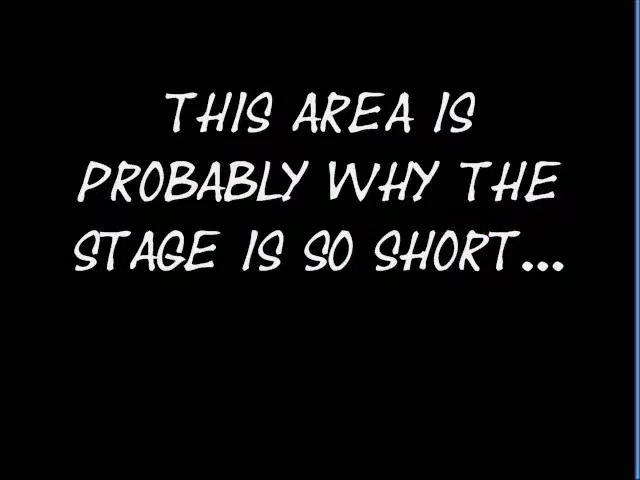 THIS AREA IS
PROBABLY WHY THE
STAGE IS SO SHORT...